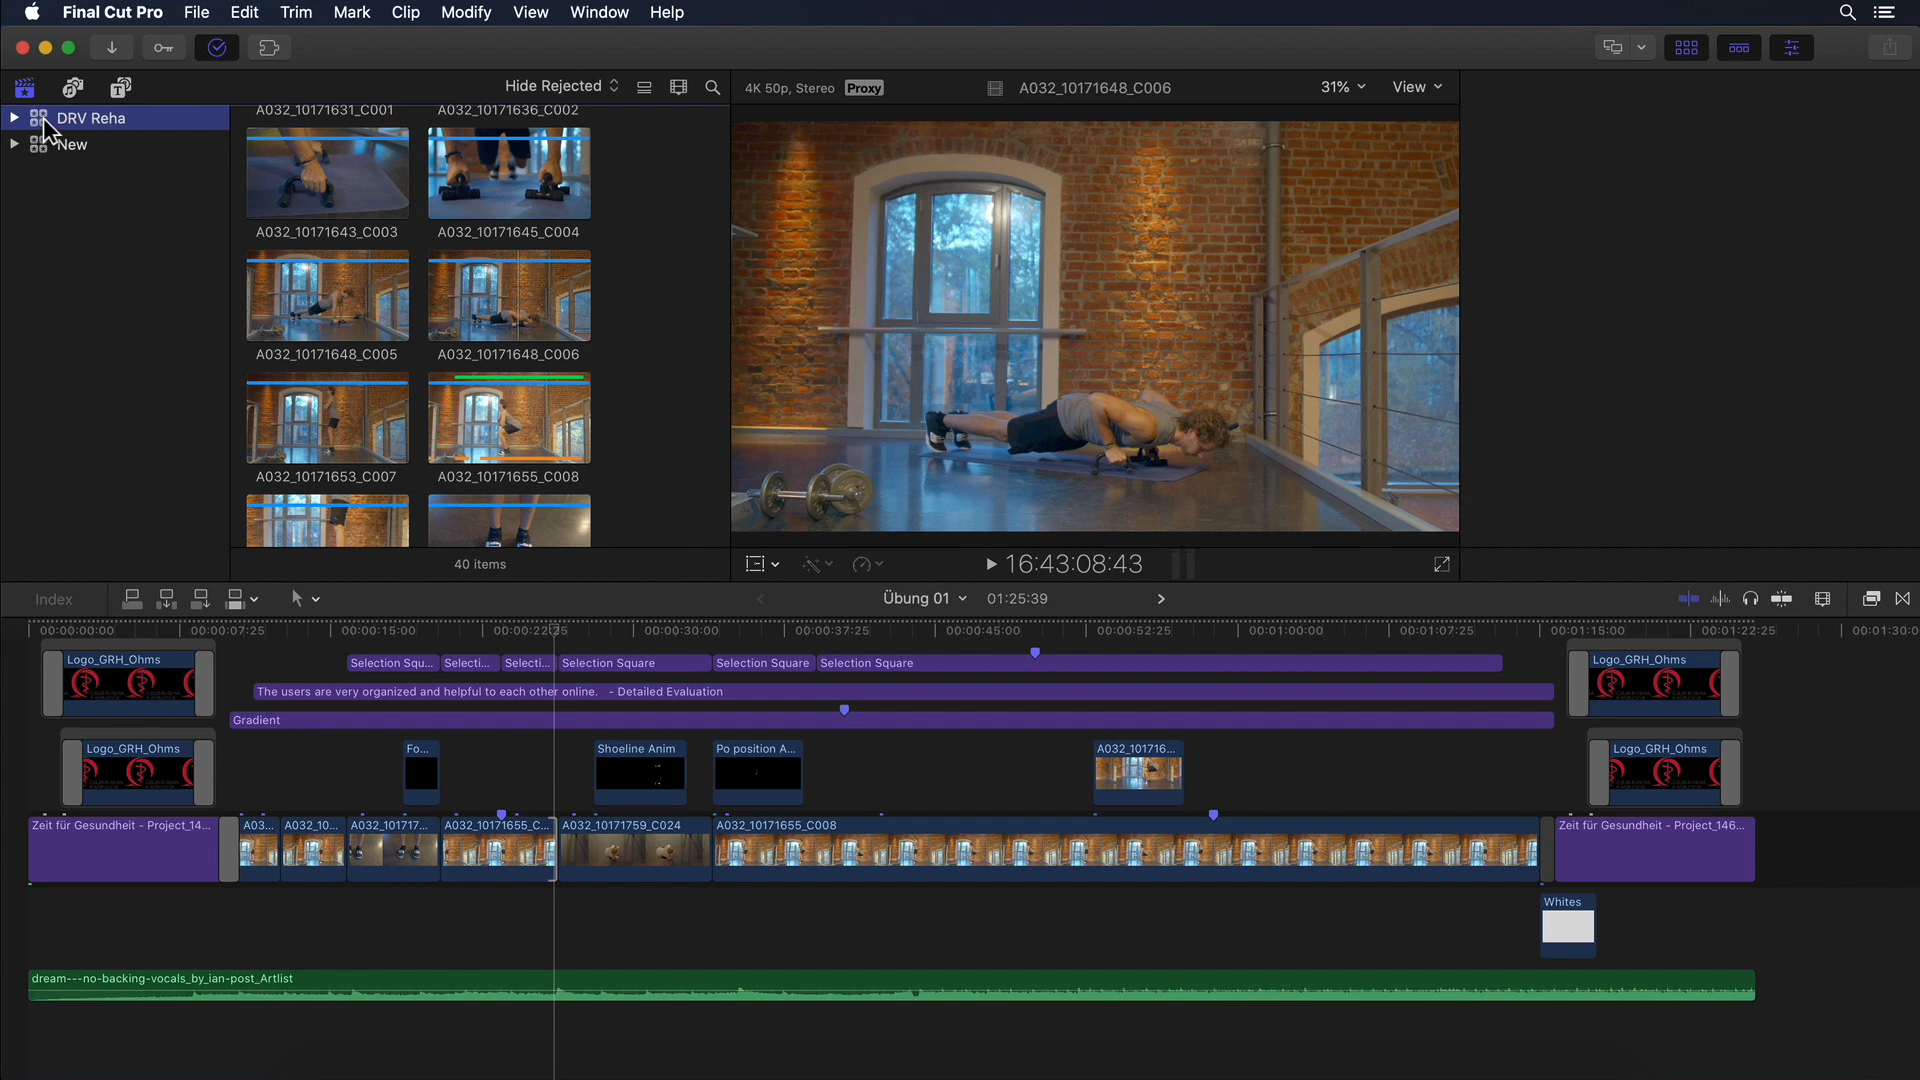 Final Cut Pro File Edit Trim Mark Clip Modify View Window Help
Hide Rejected
4K 50p, Stereo Proxy A032_10171648_C006 31% View
DRV Reha
New
A032_10171631_C001 A032_10171636_C002
A032_10171643_C003 A032_10171645_C004
A032_10171648_C005 A032_10171648_C006
A032_10171653_C007 A032_10171655_C008
40 items
16:43:08:43
Index
Übung 01 01:25:39
00:00:00:00 00:00:07:25 00:00:15:00 00:00:22:25 00:00:30:00 00:00:37:25 00:00:45:00 00:00:52:25 00:01:00:00 00:01:07:25 00:01:15:00 00:01:22:25 00:01:30:0
Logo_GRH_Ohms Selection Squ... Selecti... Selecti... Selection Square Selection Square Selection Square Logo_GRH_Ohms
The users are very organized and helpful to each other online. - Detailed Evaluation
Gradient
Logo_GRH_Ohms Fo... Shoeline Anim Po position A... A032_101716... Logo_GRH_Ohms
Zeit für Gesundheit - Project_14... A03... A032_10... A032_101717... A032_10171655_C... A032_10171759_C024 A032_10171655_C008 Zeit für Gesundheit - Project_146...
Whites
dream---no-backing-vocals_by_ian-post_Artlist